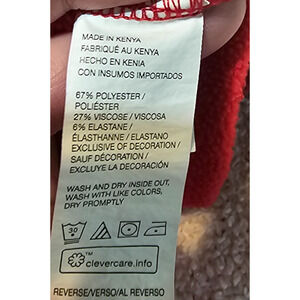 MADE IN KENYA
FABRIQUÉ AU KENYA
HECHO EN KENIA
CON INSUMOS IMPORTADOS
67% POLYESTER /
POLIÉSTER
27% VISCOSE / VISCOSA
6% ELASTANE /
ÉLASTHANNE / ELASTANO
EXCLUSIVE OF DECORATION /
SAUF DÉCORATION /
EXCLUYE LA DECORACIÓN
WASH AND DRY INSIDE OUT,
WASH WITH LIKE COLORS,
DRY PROMPTLY
30
clevercare.info
REVERSE/VERSO/AL REVERSO